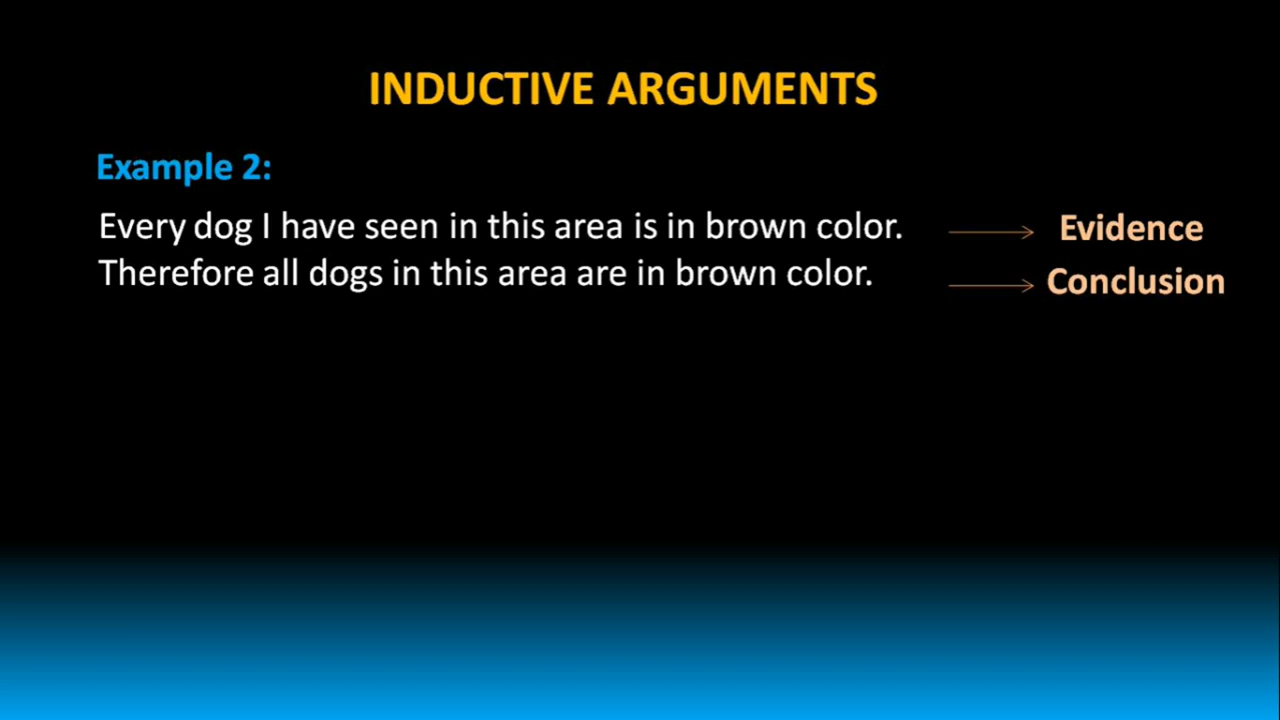 INDUCTIVE ARGUMENTS
Example 2:
Every dog I have seen in this area is in brown color. Evidence
Therefore all dogs in this area are in brown color. Conclusion